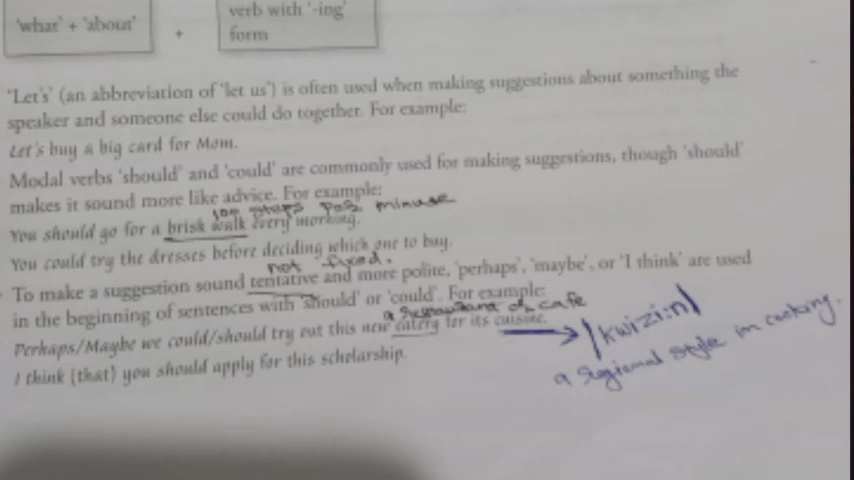 'what' + 'about'
+
verb with '-ing'
form
'Let's' (an abbreviation of 'let us') is often used when making suggestions about something the
speaker and someone else could do together. For example:
Let's buy a big card for Mom.
Modal verbs 'should' and 'could' are commonly used for making suggestions, though 'should'
makes it sound more like advice. For example:
100 steps per minute
You should go for a brisk walk every morning.
You could try the dresses before deciding which one to buy.
not fixed.
To make a suggestion sound tentative and more polite, 'perhaps', 'maybe', or 'I think' are used
in the beginning of sentences with 'should' or 'could'. For example:
a restaurant or cafe
Perhaps/Maybe we could/should try out this new eatery for its cuisine.
/kwizi:n/
a regional style in cooking.
I think (that) you should apply for this scholarship.